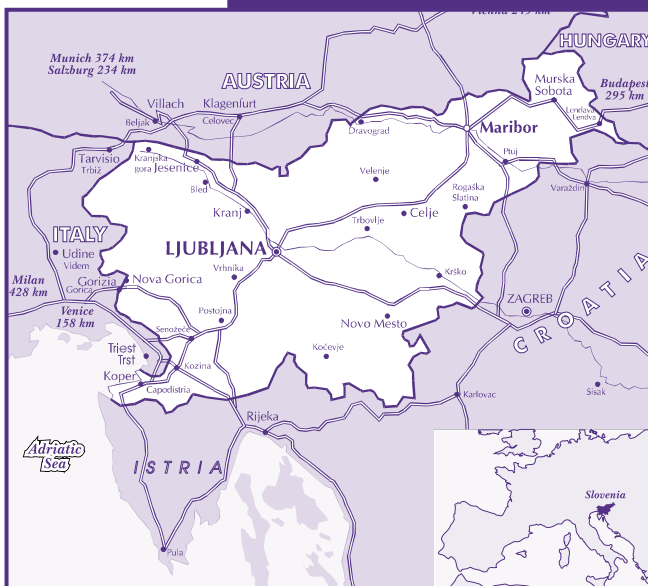 Vienna 249 km
HUNGARY
Munich 374 km
Salzburg 234 km
AUSTRIA
Murska
Sobota
Budapest
295 km
Villach
Klagenfurt
Beljak
Celovec
Lendava
Lendva
Dravograd
Maribor
Ptuj
Tarvisio
Trbiž
Kranjska
gora
Jesenice
Bled
Velenje
Varaždin
Rogaška
Slatina
Kranj
Celje
Trbovlje
ITALY
LJUBLJANA
Udine
Videm
Vrhnika
Krško
Milan
428 km
Gorizia
Gorica
Nova Gorica
CROATIA
ZAGREB
Venice
158 km
Postojna
Novo Mesto
Senožeče
Triest
Trst
Kočevje
Kozina
Koper
Capodistria
Karlovac
Sisak
Rijeka
Adriatic
Sea
ISTRIA
Slovenia
Pula